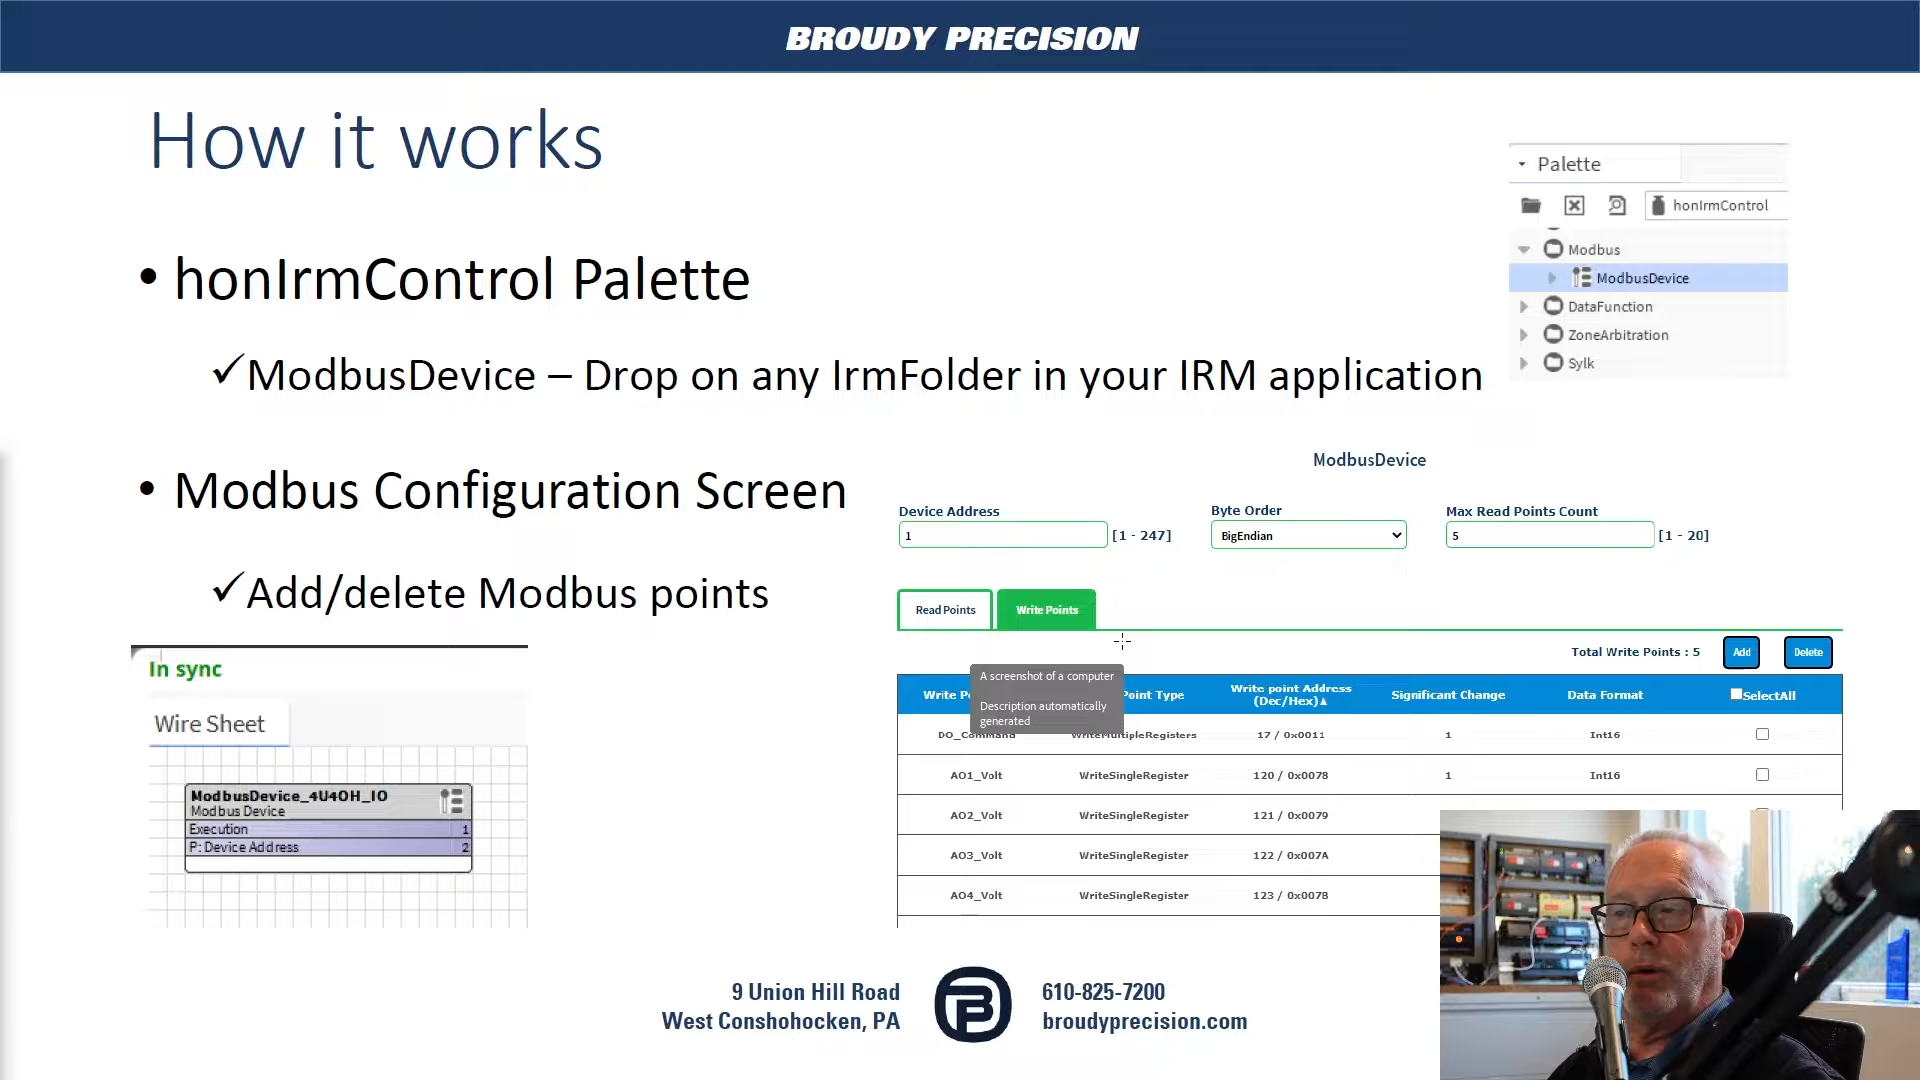 BROUDY PRECISION
How it works
Palette
honIrmControl
Modbus
ModbusDevice
DataFunction
ZoneArbitration
Sylk
• honIrmControl Palette
✓ModbusDevice – Drop on any IrmFolder in your IRM application
• Modbus Configuration Screen
✓Add/delete Modbus points
ModbusDevice
Device Address Byte Order Max Read Points Count
1 [1 - 247] BigEndian 5 [1 - 20]
Read Points Write Points
Total Write Points : 5 Add Delete
A screenshot of a computer
Description automatically
generated
Point Type Write point Address (Dec/Hex)▲ Significant Change Data Format SelectAll
DO_Command WriteMultipleRegisters 17 / 0x0011 1 Int16
AO1_Volt WriteSingleRegister 120 / 0x0078 1 Int16
AO2_Volt WriteSingleRegister 121 / 0x0079
AO3_Volt WriteSingleRegister 122 / 0x007A
AO4_Volt WriteSingleRegister 123 / 0x007B
In sync
Wire Sheet
ModbusDevice_4U4OH_IO
Modbus Device
Execution 1
P: Device Address 2
9 Union Hill Road
West Conshohocken, PA
610-825-7200
broudyprecision.com